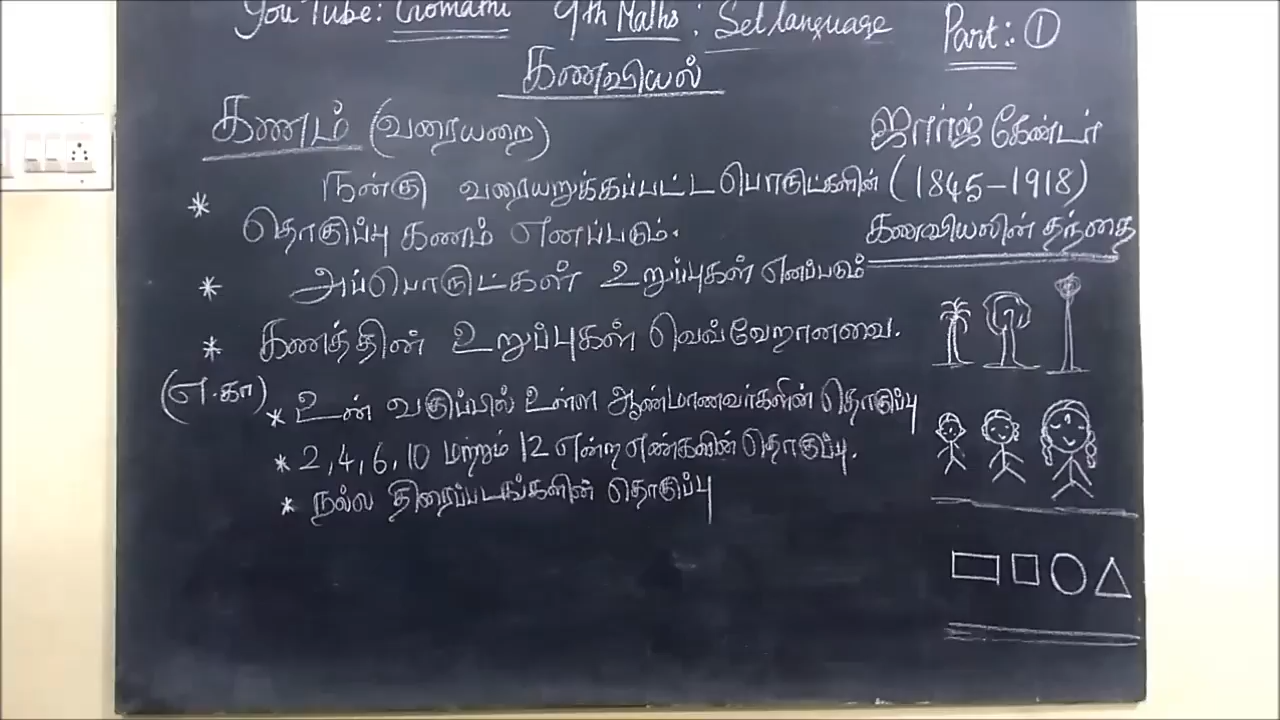 YouTube: Gomathi 9th Maths : Set language Part: ①
கணவியல்
கணம் (வரையறை)
* நன்கு வரையறுக்கப்பட்ட பொருட்களின்
தொகுப்பு கணம் எனப்படும்.
* அப்பொருட்கள் உறுப்புகள் எனப்படும்
* கணத்தின் உறுப்புகள் வெவ்வேறானவை.
(எ.கா) * உன் வகுப்பில் உள்ள ஆண்மாணவர்களின் தொகுப்பு
* 2, 4, 6, 10 மற்றும் 12 என்ற எண்களின் தொகுப்பு.
* நல்ல திரைப்படங்களின் தொகுப்பு
ஜார்ஜ் கேண்டர்
(1845-1918)
கணவியலின் தந்தை